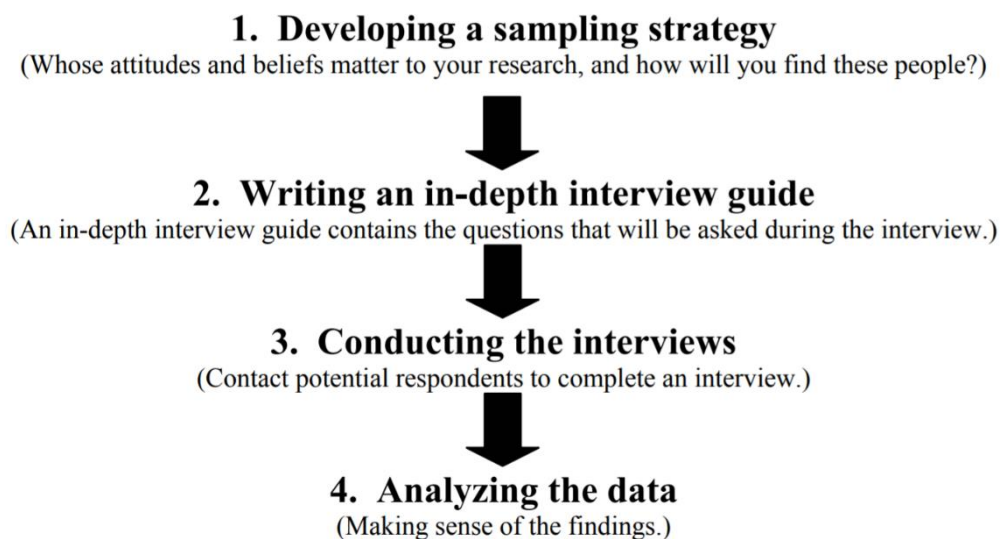 1. Developing a sampling strategy
(Whose attitudes and beliefs matter to your research, and how will you find these people?)
2. Writing an in-depth interview guide
(An in-depth interview guide contains the questions that will be asked during the interview.)
3. Conducting the interviews
(Contact potential respondents to complete an interview.)
4. Analyzing the data
(Making sense of the findings.)